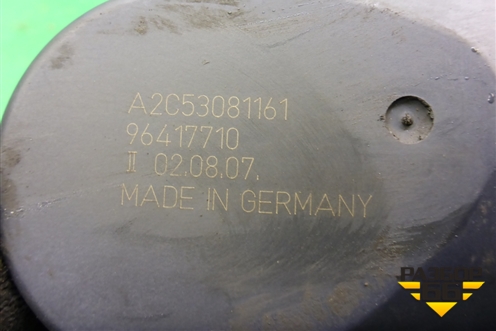 A2C53081161
96417710
II 02.08.07.
MADE IN GERMANY